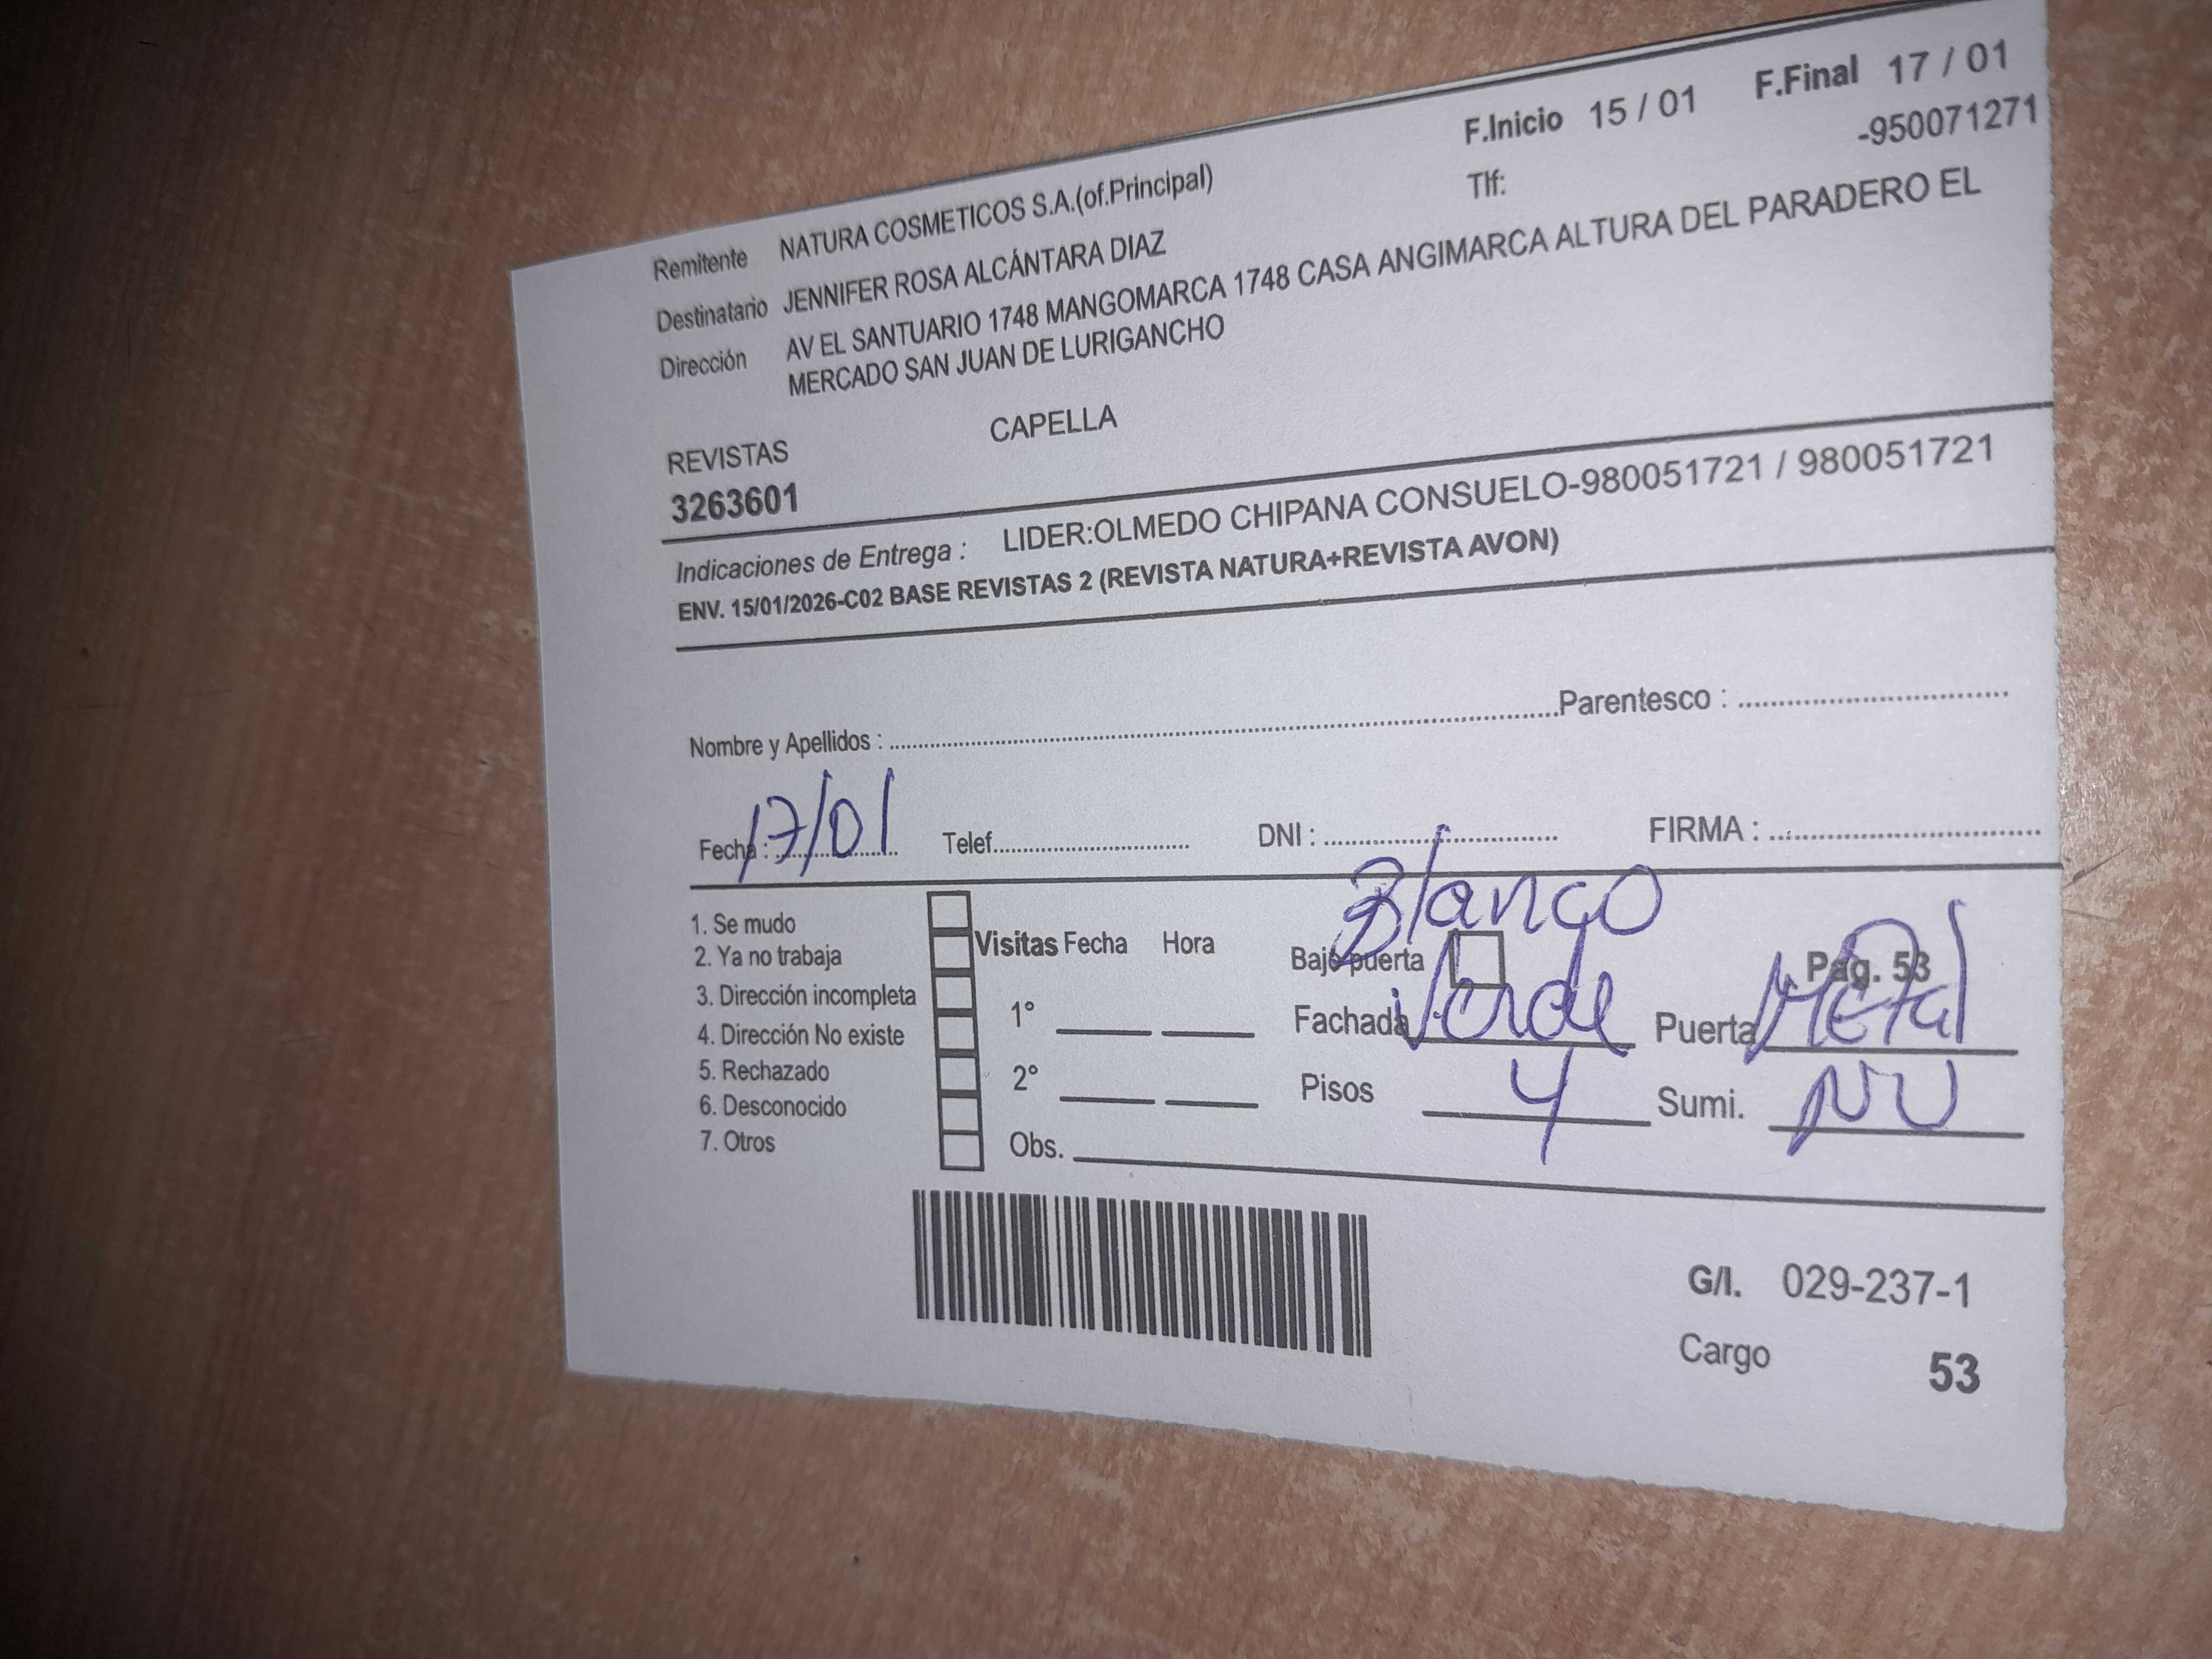 F.Inicio 15 / 01 F.Final 17 / 01
Remitente NATURA COSMETICOS S.A.(of.Principal) Tlf: -950071271
Destinatario JENNIFER ROSA ALCÁNTARA DIAZ
Dirección AV EL SANTUARIO 1748 MANGOMARCA 1748 CASA ANGIMARCA ALTURA DEL PARADERO EL
MERCADO SAN JUAN DE LURIGANCHO
REVISTAS CAPELLA
3263601
Indicaciones de Entrega : LIDER:OLMEDO CHIPANA CONSUELO-980051721 / 980051721
ENV. 15/01/2026-C02 BASE REVISTAS 2 (REVISTA NATURA+REVISTA AVON)
Nombre y Apellidos : Parentesco :
Fecha : 17/01 Telef. DNI : FIRMA :
Blanco
1. Se mudo
2. Ya no trabaja
3. Dirección incompleta
4. Dirección No existe
5. Rechazado
6. Desconocido
7. Otros
Visitas Fecha Hora
1°
2°
Obs.
Bajo puerta Pag. 53
Fachada Verde Puerta Metal
Pisos 4 Sumi.
G/I. 029-237-1
Cargo 53